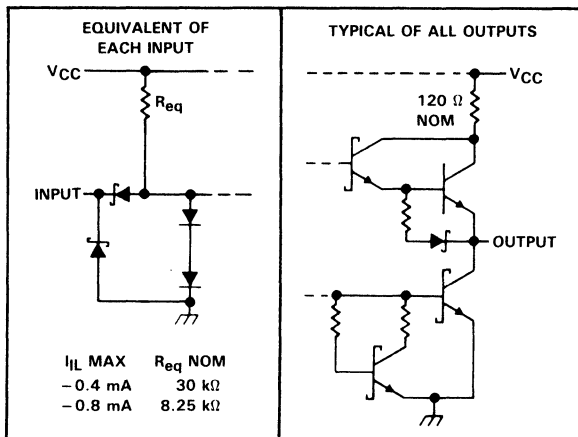 EQUIVALENT OF
EACH INPUT
VCC
Req
INPUT
IIL MAX Req NOM
−0.4 mA 30 kΩ
−0.8 mA 8.25 kΩ
TYPICAL OF ALL OUTPUTS
VCC
120 Ω
NOM
OUTPUT